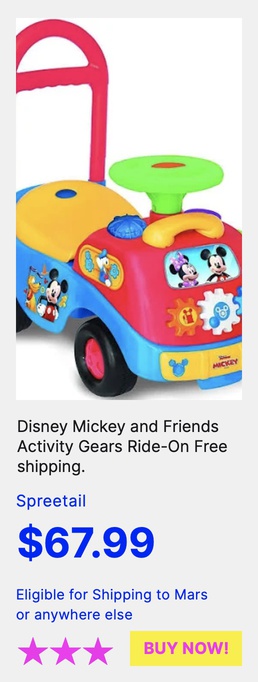 MICKEY
Disney Mickey and Friends
Activity Gears Ride-On Free
shipping.
Spreetail
$67.99
Eligible for Shipping to Mars
or anywhere else
BUY NOW!